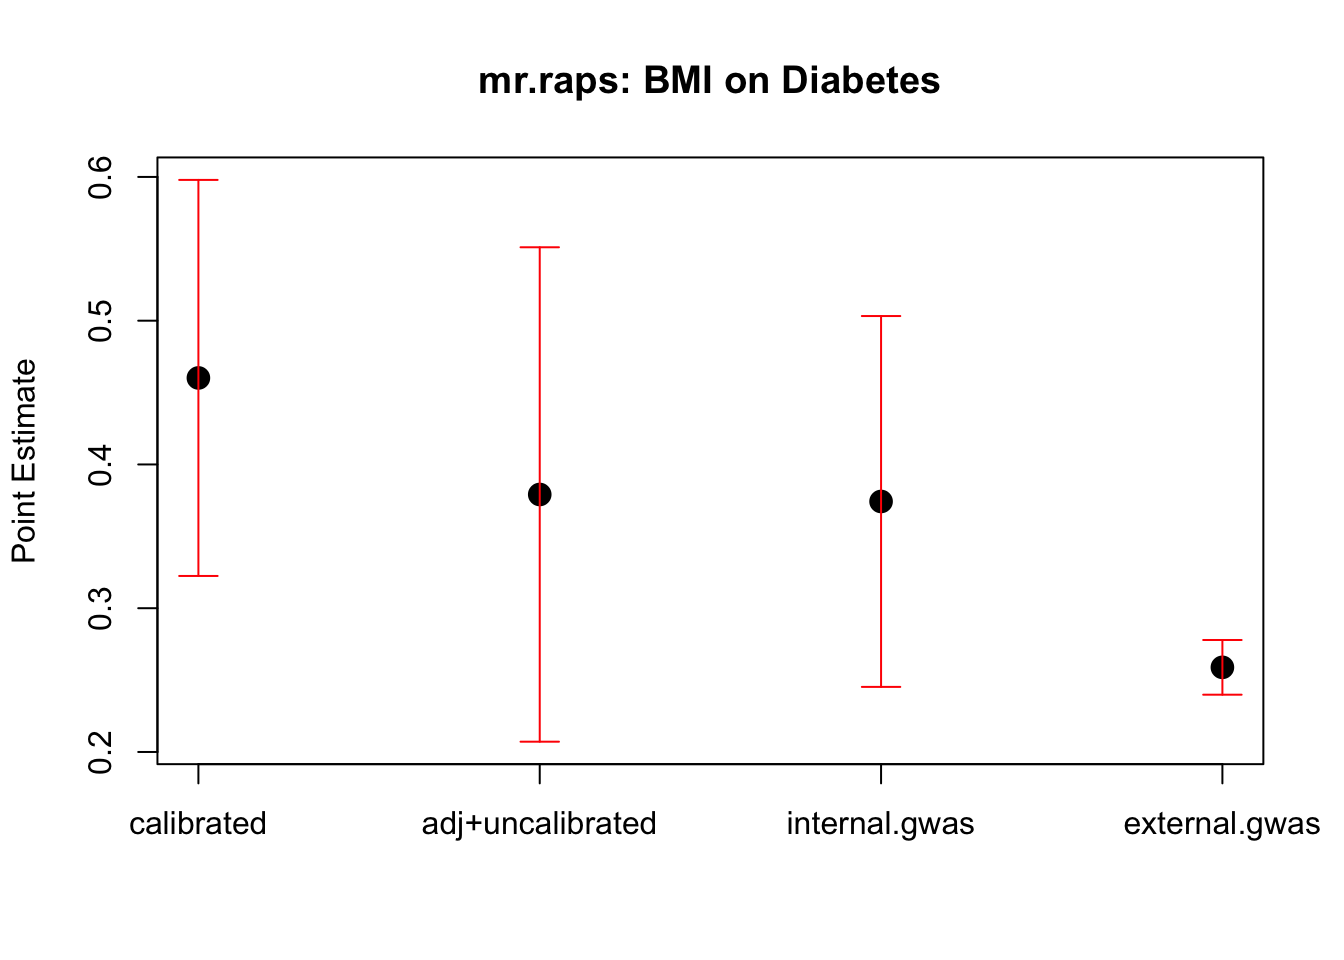 mr.raps: BMI on Diabetes
Point Estimate
0.6
0.5
0.4
0.3
0.2
calibrated
adj+uncalibrated
internal.gwas
external.gwas